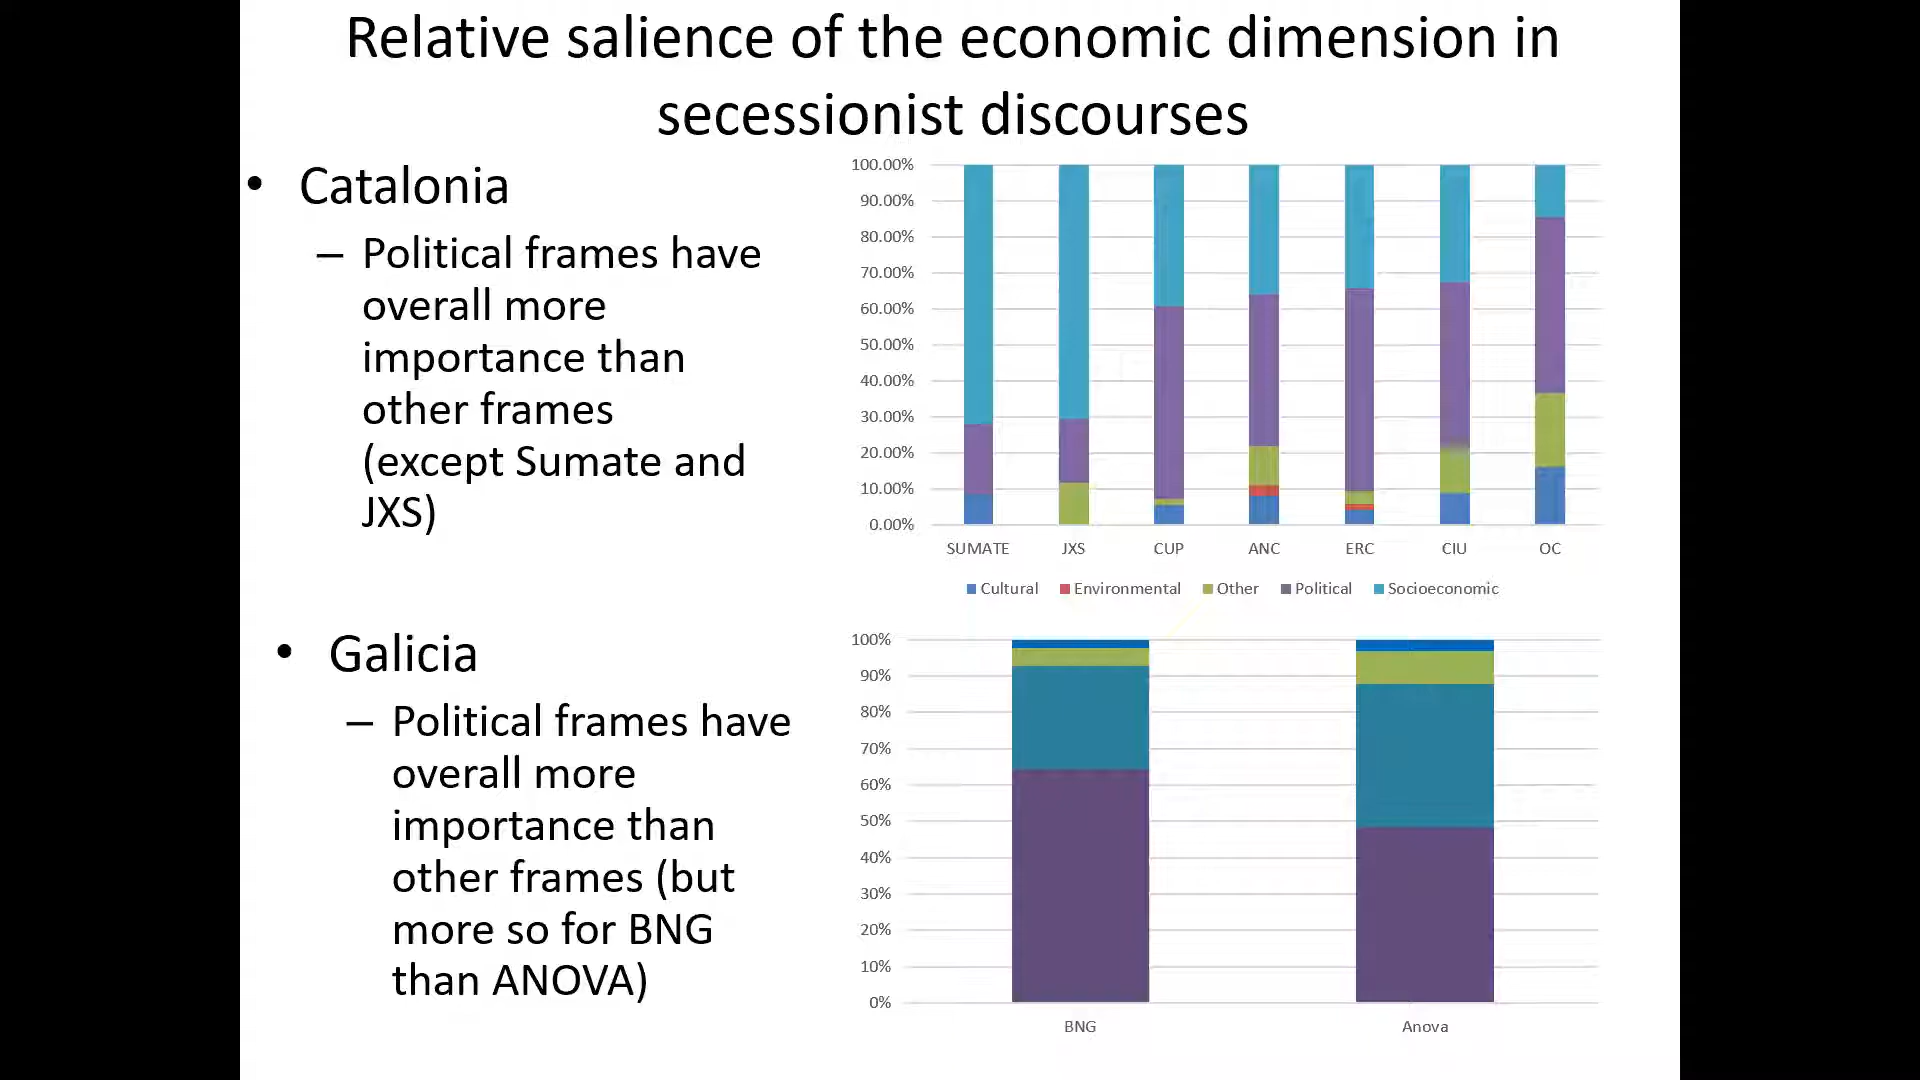 Relative salience of the economic dimension in
secessionist discourses
• Catalonia
– Political frames have
overall more
importance than
other frames
(except Sumate and
JXS)
100.00%
90.00%
80.00%
70.00%
60.00%
50.00%
40.00%
30.00%
20.00%
10.00%
0.00%
SUMATE JXS CUP ANC ERC CIU OC
Cultural Environmental Other Political Socioeconomic
• Galicia
– Political frames have
overall more
importance than
other frames (but
more so for BNG
than ANOVA)
100%
90%
80%
70%
60%
50%
40%
30%
20%
10%
0%
BNG Anova